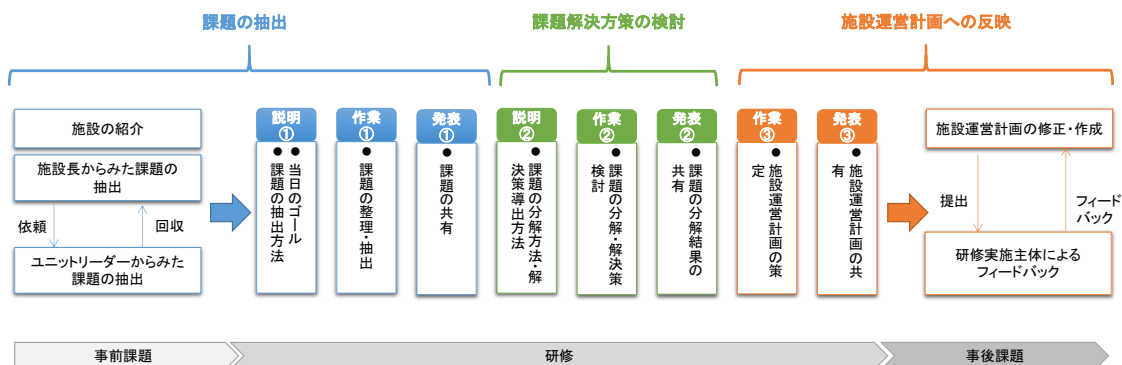 課題の抽出
課題解決方策の検討
施設運営計画への反映
施設の紹介
施設長からみた課題の
抽出
依頼
回収
ユニットリーダーからみた
課題の抽出
説明
①
●当日のゴール
●課題の抽出方法
作業
①
●課題の整理・抽出
発表
①
●課題の共有
説明
②
●課題の分解方法・解
決策導出方法
作業
②
●課題の分解・解決策
検討
発表
②
●課題の分解結果の
共有
作業
③
●施設運営計画の策
定
発表
③
●施設運営計画の共
有
施設運営計画の修正・作成
提出
フィード
バック
研修実施主体による
フィードバック
事前課題
研修
事後課題